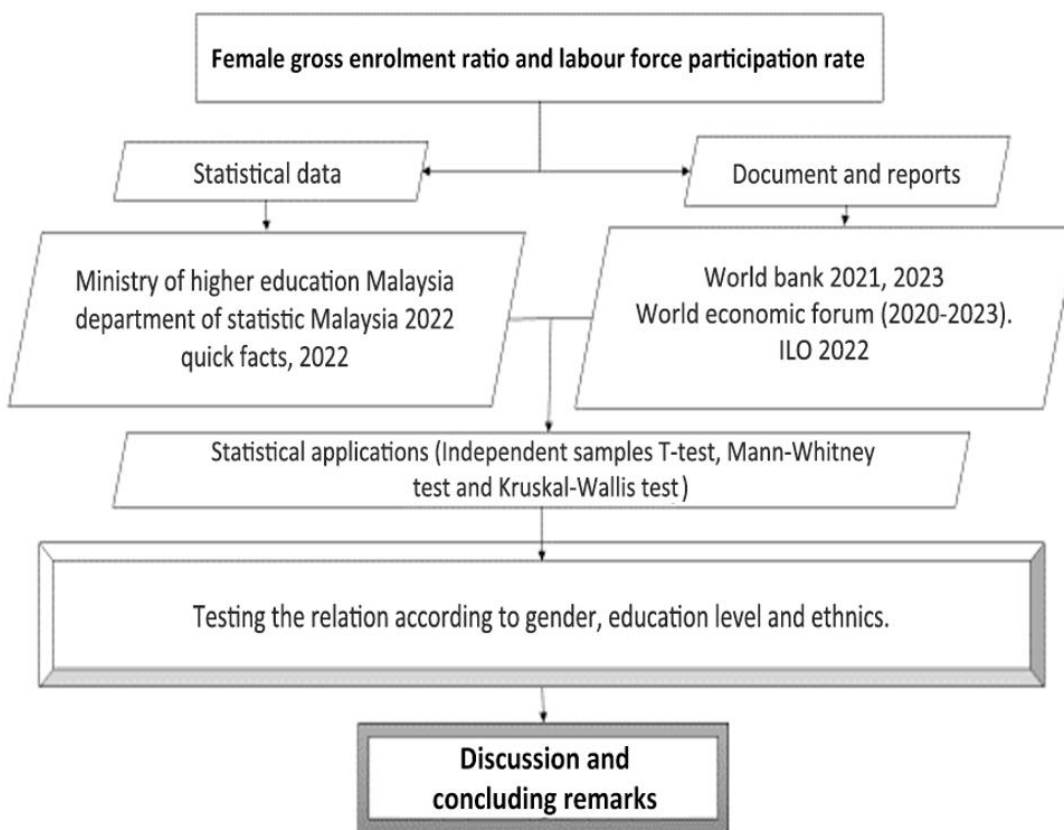 Female gross enrolment ratio and labour force participation rate
Statistical data
Document and reports
Ministry of higher education Malaysia
department of statistic Malaysia 2022
quick facts, 2022
World bank 2021, 2023
World economic forum (2020-2023).
ILO 2022
Statistical applications (Independent samples T-test, Mann-Whitney
test and Kruskal-Wallis test)
Testing the relation according to gender, education level and ethnics.
Discussion and
concluding remarks